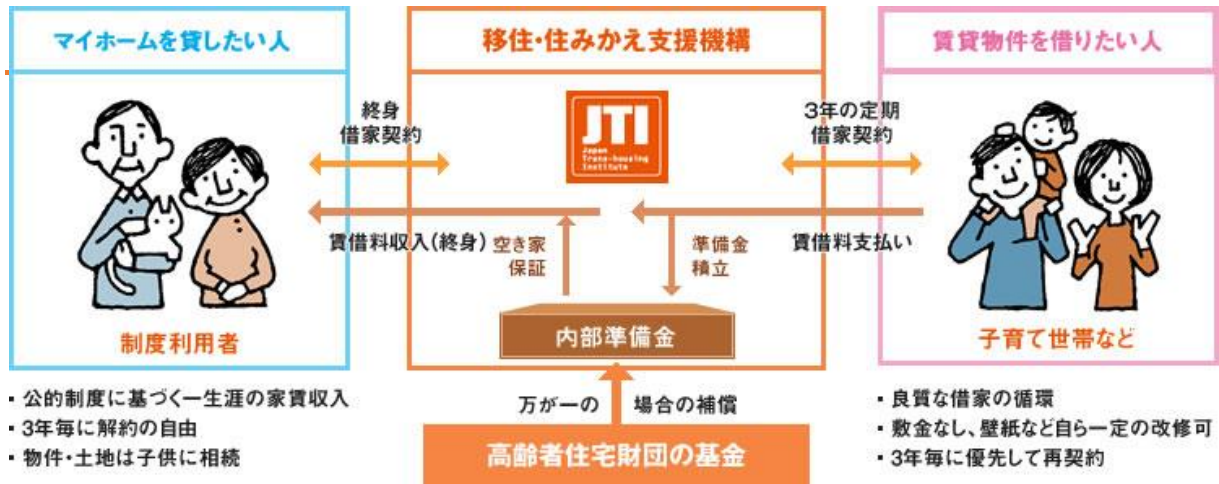 マイホームを貸したい人
移住・住みかえ支援機構
賃貸物件を借りたい人
終身
借家契約
JTI
Japan
Trans-housing
Institute
3年の定期
借家契約
賃借料収入(終身)
空き家
保証
準備金
積立
賃借料支払い
内部準備金
制度利用者
子育て世帯など
・公的制度に基づく一生涯の家賃収入
・3年毎に解約の自由
・物件・土地は子供に相続
万が一の 場合の補償
高齢者住宅財団の基金
・良質な借家の循環
・敷金なし、壁紙など自ら一定の改修可
・3年毎に優先して再契約